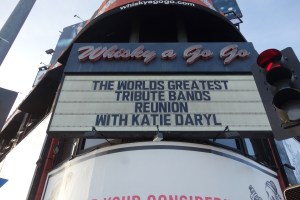 whiskyagogo.com
Whisky a Go Go
THE WORLDS GREATEST
TRIBUTE BANDS
REUNION
WITH KATIE DARYL